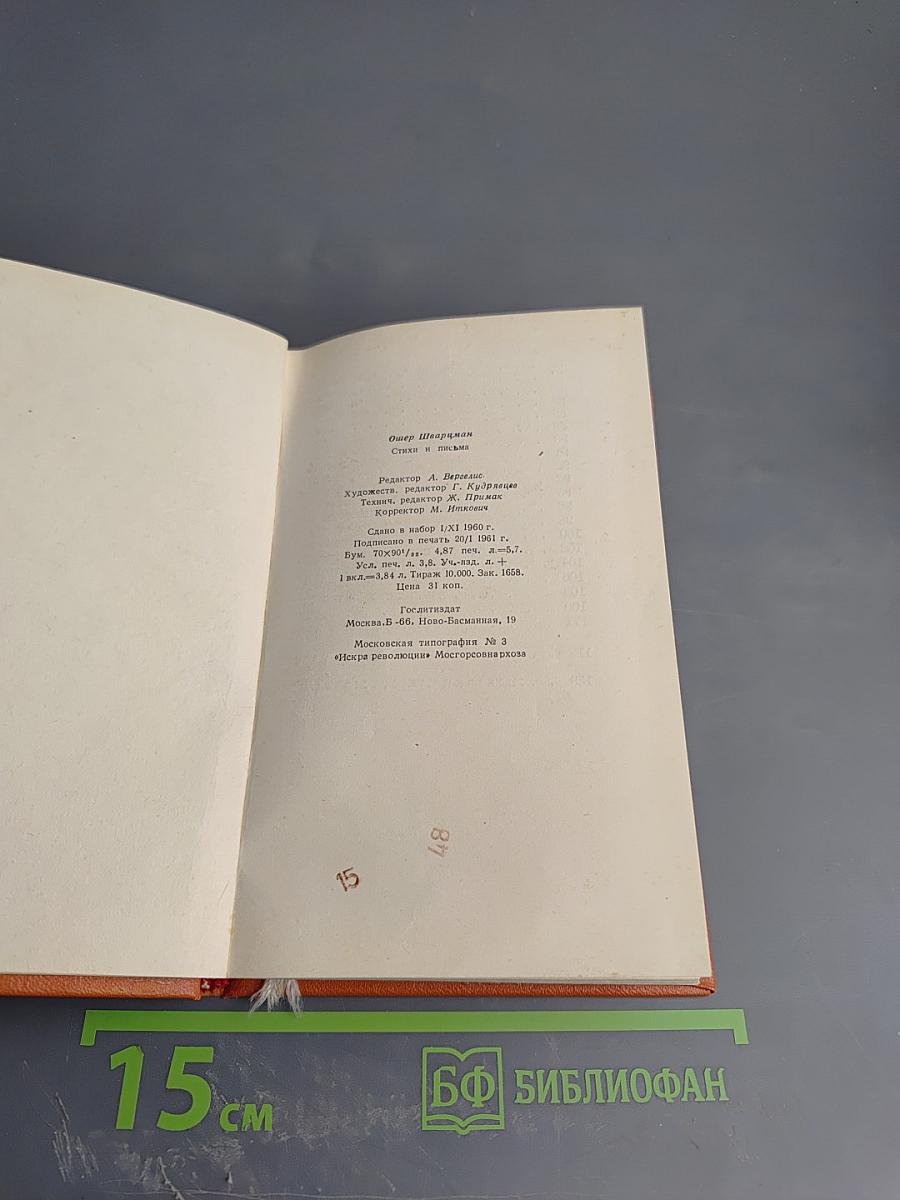 Ошер Шварцман
Стихи и письма
Редактор А. Вергелис.
Художеств. редактор Г. Кудрявцев
Технич. редактор Ж. Примак
Корректор М. Иткович
Сдано в набор 1/XI 1960 г.
Подписано в печать 20/I 1961 г.
Бум. 70×90¹/₃₂. 4,87 печ. л.=5,7.
Усл. печ. л. 3,8. Уч.-изд. л. +
1 вкл.=3,84 л. Тираж 10.000. Зак. 1658.
Цена 31 коп.
Гослитиздат
Москва,Б-66, Ново-Басманная, 19
Московская типография № 3
«Искра революции» Мосгорсовнархоза
84
15
15 см
БФ БИБЛИОФАН